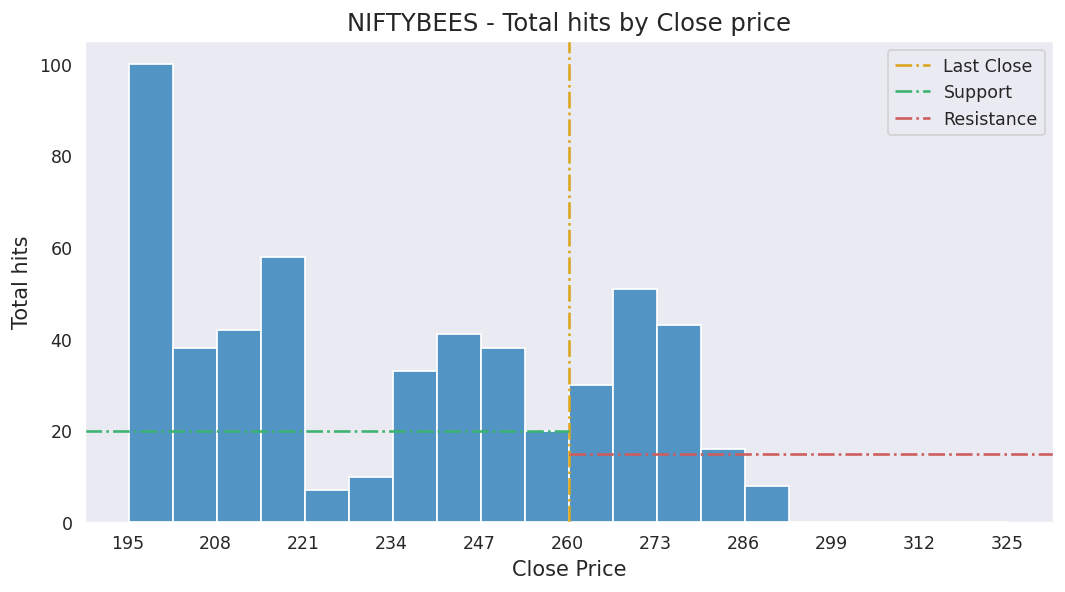 NIFTYBEES - Total hits by Close price
Last Close
Support
Resistance
Total hits
100
80
60
40
20
0
195 208 221 234 247 260 273 286 299 312 325
Close Price